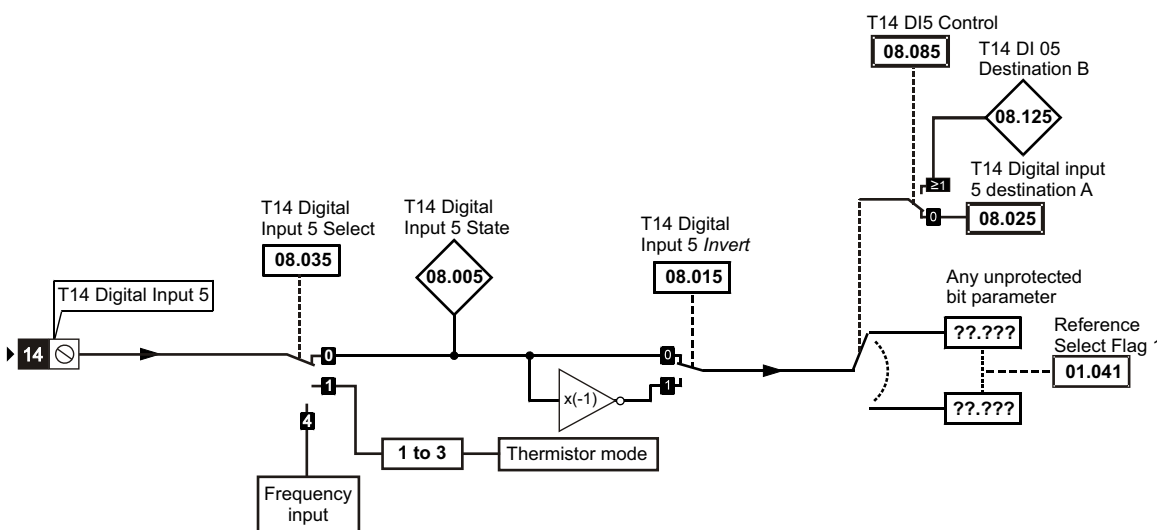 T14 DI5 Control
08.085
T14 DI 05
Destination B
08.125
≥1
T14 Digital input
5 destination A
0
08.025
T14 Digital
Input 5 Select
08.035
T14 Digital
Input 5 State
08.005
T14 Digital
Input 5 Invert
08.015
T14 Digital Input 5
14
0
1
4
x(-1)
0
1
Any unprotected
bit parameter
??.???
Reference
Select Flag 1
01.041
??.???
1 to 3
Thermistor mode
Frequency
input